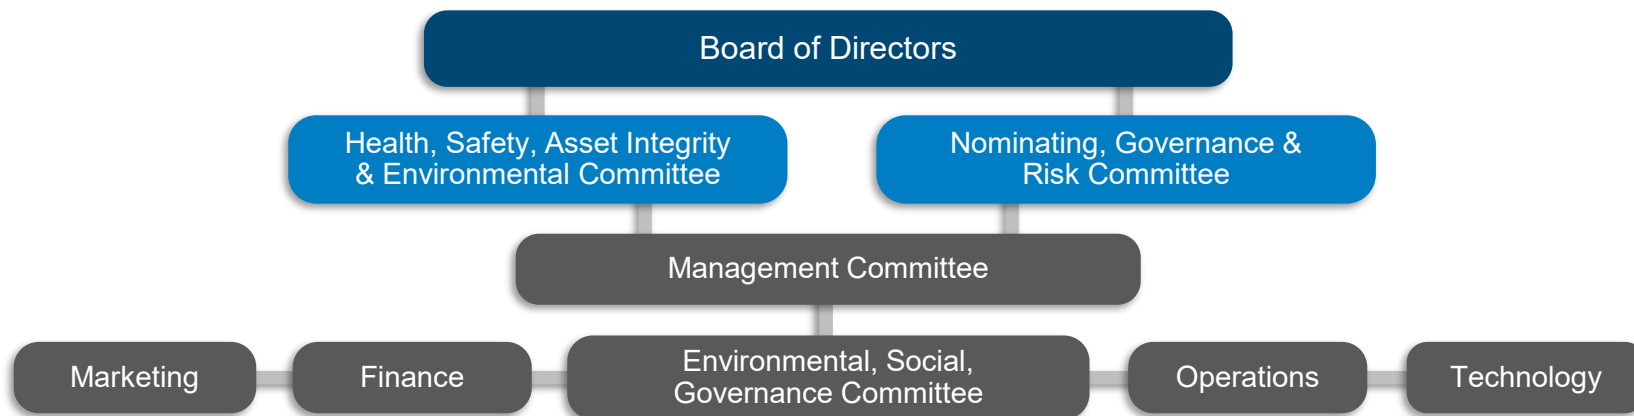 Board of Directors
Health, Safety, Asset Integrity
& Environmental Committee
Nominating, Governance &
Risk Committee
Management Committee
Marketing
Finance
Environmental, Social,
Governance Committee
Operations
Technology